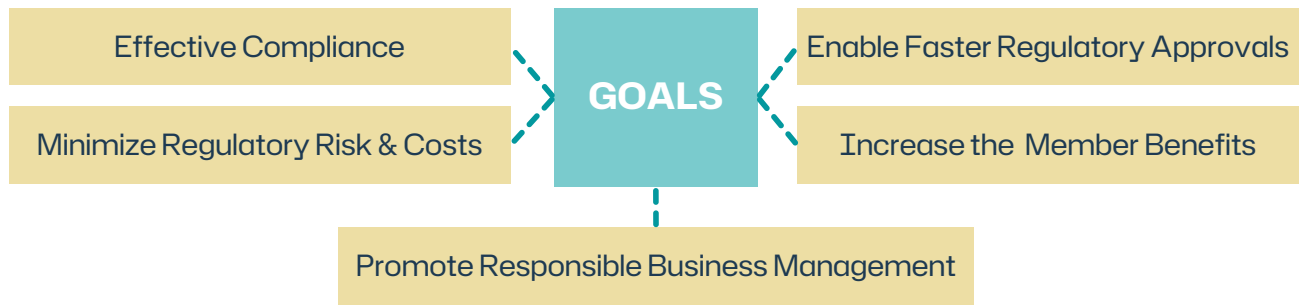 Effective Compliance
Minimize Regulatory Risk & Costs
GOALS
Enable Faster Regulatory Approvals
Increase the Member Benefits
Promote Responsible Business Management